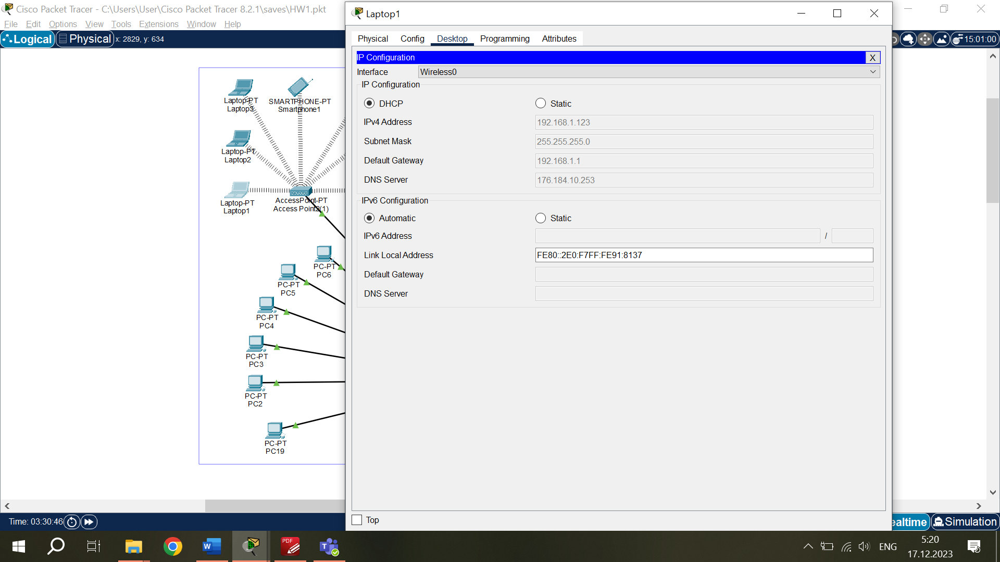 Cisco Packet Tracer - C:\Users\User\Cisco Packet Tracer 8.2.1\saves\HW1.pkt
File Edit Options View Tools Extensions Window Help
Logical Physical x: 2829, y: 634
15:01:00
Laptop-PT
Laptop3
SMARTPHONE-PT
Smartphone1
Laptop-PT
Laptop2
Laptop-PT
Laptop1
AccessPoint-PT
Access Point2(1)
PC-PT
PC6
PC-PT
PC5
PC-PT
PC4
PC-PT
PC3
PC-PT
PC2
PC-PT
PC19
Laptop1
Physical Config Desktop Programming Attributes
IP Configuration X
Interface Wireless0
IP Configuration
DHCP Static
IPv4 Address 192.168.1.123
Subnet Mask 255.255.255.0
Default Gateway 192.168.1.1
DNS Server 176.184.10.253
IPv6 Configuration
Automatic Static
IPv6 Address /
Link Local Address FE80::2E0:F7FF:FE91:8137
Default Gateway
DNS Server
Top
Time: 03:30:46
ealtime Simulation
PDF
W
T
ENG
5:20
17.12.2023